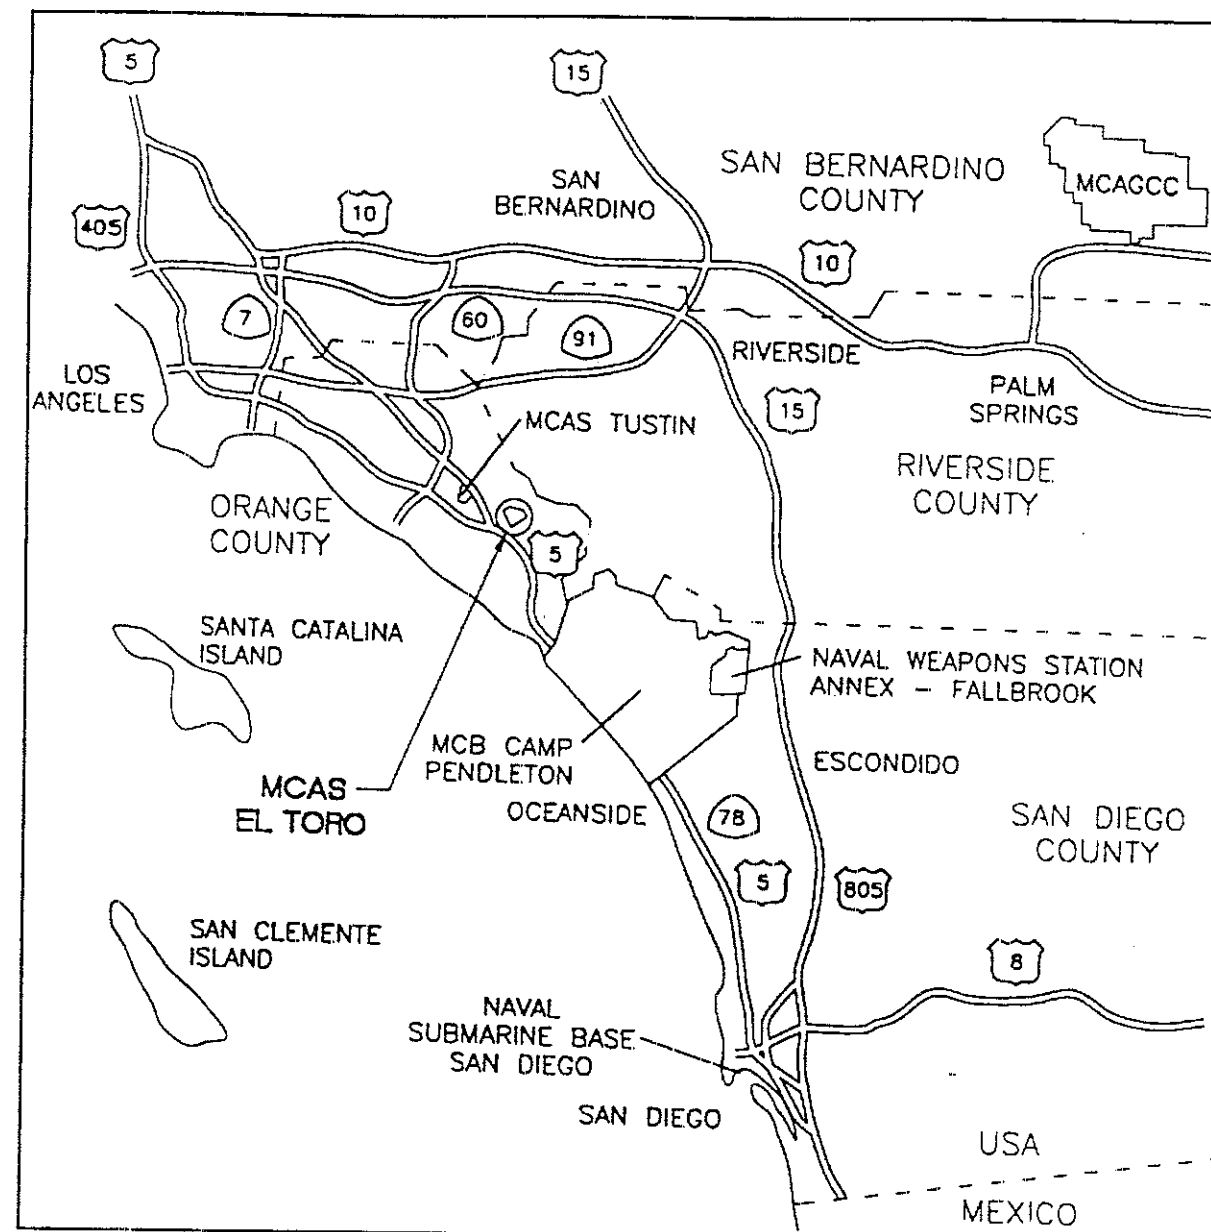 5
15
SAN BERNARDINO
COUNTY
MCAGCC
SAN
BERNARDINO
405
10
10
7
60
91
RIVERSIDE
LOS
ANGELES
PALM
SPRINGS
15
MCAS TUSTIN
RIVERSIDE
COUNTY
ORANGE
COUNTY
5
SANTA CATALINA
ISLAND
NAVAL WEAPONS STATION
ANNEX - FALLBROOK
MCB CAMP
PENDLETON
ESCONDIDO
MCAS
EL TORO
OCEANSIDE
78
SAN DIEGO
COUNTY
5
805
SAN CLEMENTE
ISLAND
8
NAVAL
SUBMARINE BASE
SAN DIEGO
SAN DIEGO
USA
MEXICO